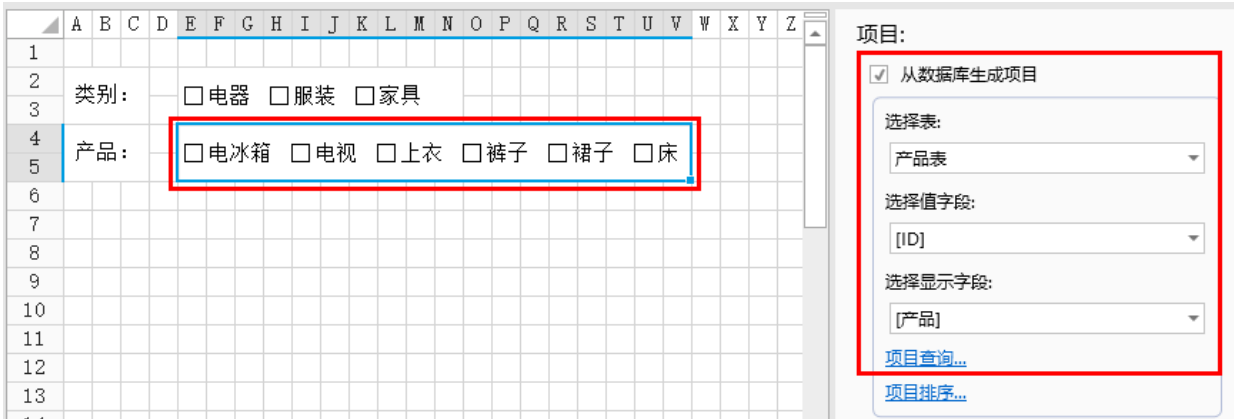 A B C D E F G H I J K L M N O P Q R S T U V W X Y Z
1
2
类别:
3
□电器 □服装 □家具
4
产品:
5
□电冰箱 □电视 □上衣 □裤子 □裙子 □床
6
7
8
9
10
11
12
13
项目:
从数据库生成项目
选择表:
产品表
选择值字段:
[ID]
选择显示字段:
[产品]
项目查询...
项目排序...